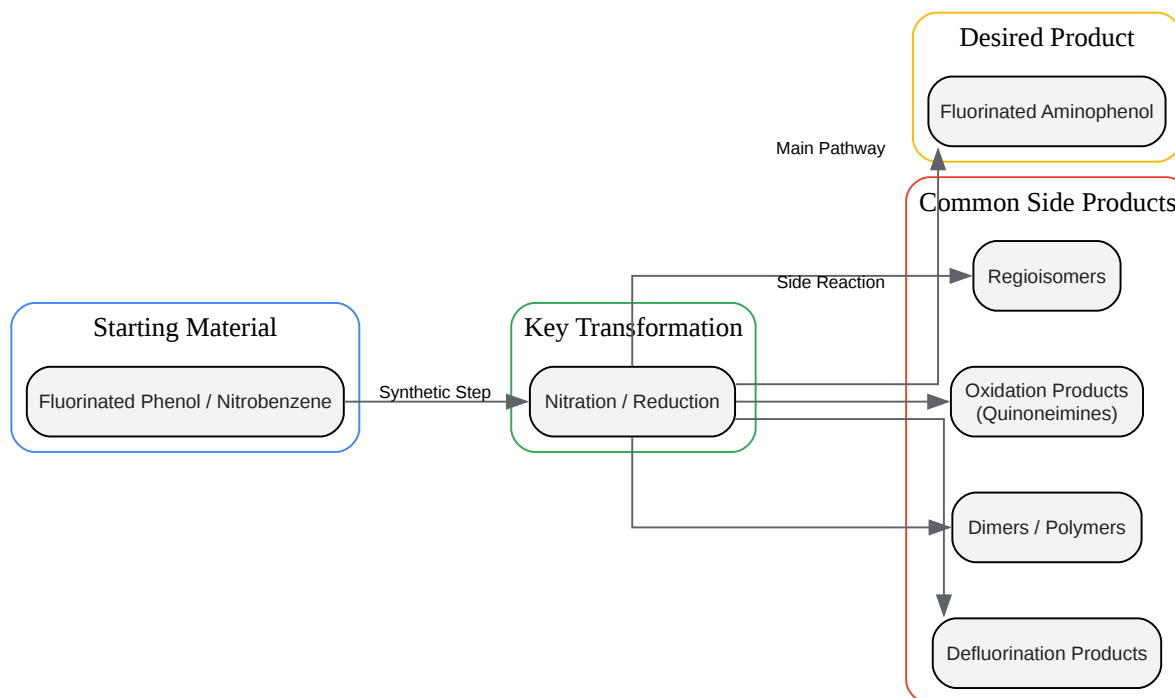 Desired Product
Fluorinated Aminophenol
Main Pathway
Common Side Products
Regioisomers
Side Reaction
Starting Material
Key Transformation
Fluorinated Phenol / Nitrobenzene
Synthetic Step
Nitration / Reduction
Oxidation Products
(Quinoneimines)
Dimers / Polymers
Defluorination Products